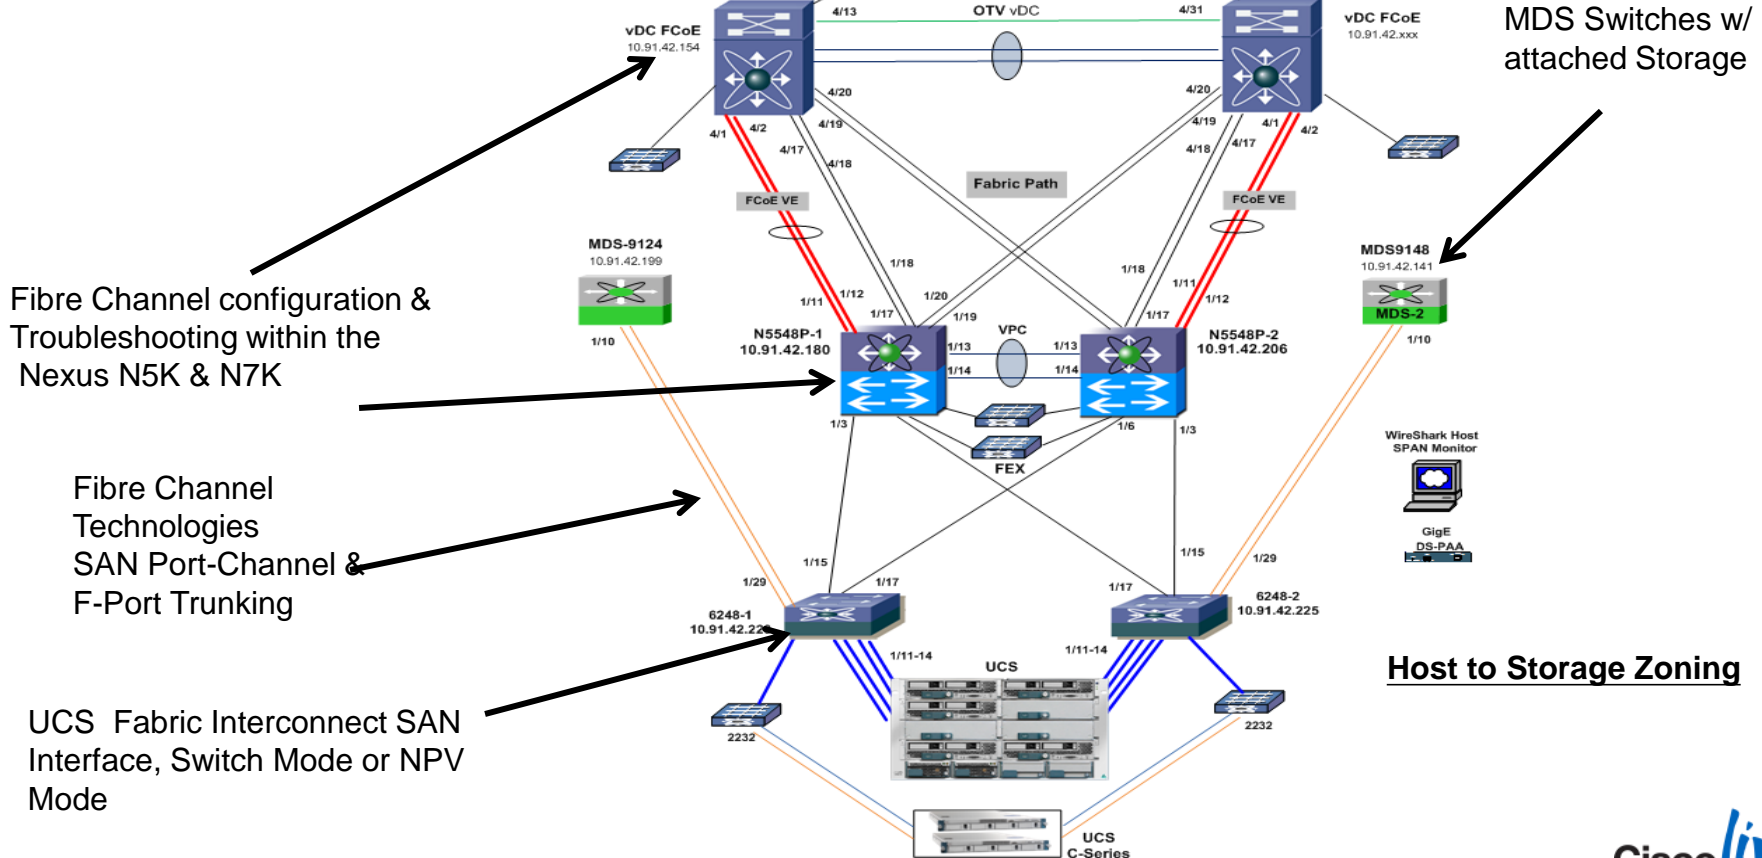 4/13
OTV vDC
4/31
vDC FCoE
10.91.42.154
vDC FCoE
10.91.42.xxx
MDS Switches w/
attached Storage
4/20
4/20
4/1
4/2
4/19
4/19
4/1
4/2
4/17
4/18
4/18
4/17
Fabric Path
FCoE VE
FCoE VE
MDS-9124
10.91.42.199
MDS9148
10.91.42.141
1/18
1/18
1/11
1/12
1/20
1/11
1/12
1/17
1/19
1/17
MDS-2
Fibre Channel configuration &
Troubleshooting within the
Nexus N5K & N7K
1/10
N5548P-1
10.91.42.180
VPC
N5548P-2
10.91.42.206
1/10
1/13
1/13
1/14
1/14
1/3
1/6
1/3
FEX
WireShark Host
SPAN Monitor
GigE
DS-PAA
Fibre Channel
Technologies
SAN Port-Channel &
F-Port Trunking
1/15
1/15
1/29
1/17
1/17
1/29
6248-1
6248-2
10.91.42.225
1/11-14
1/11-14
UCS
Host to Storage Zoning
UCS Fabric Interconnect SAN
Interface, Switch Mode or NPV
Mode
2232
2232
UCS
C-Series
Cisco